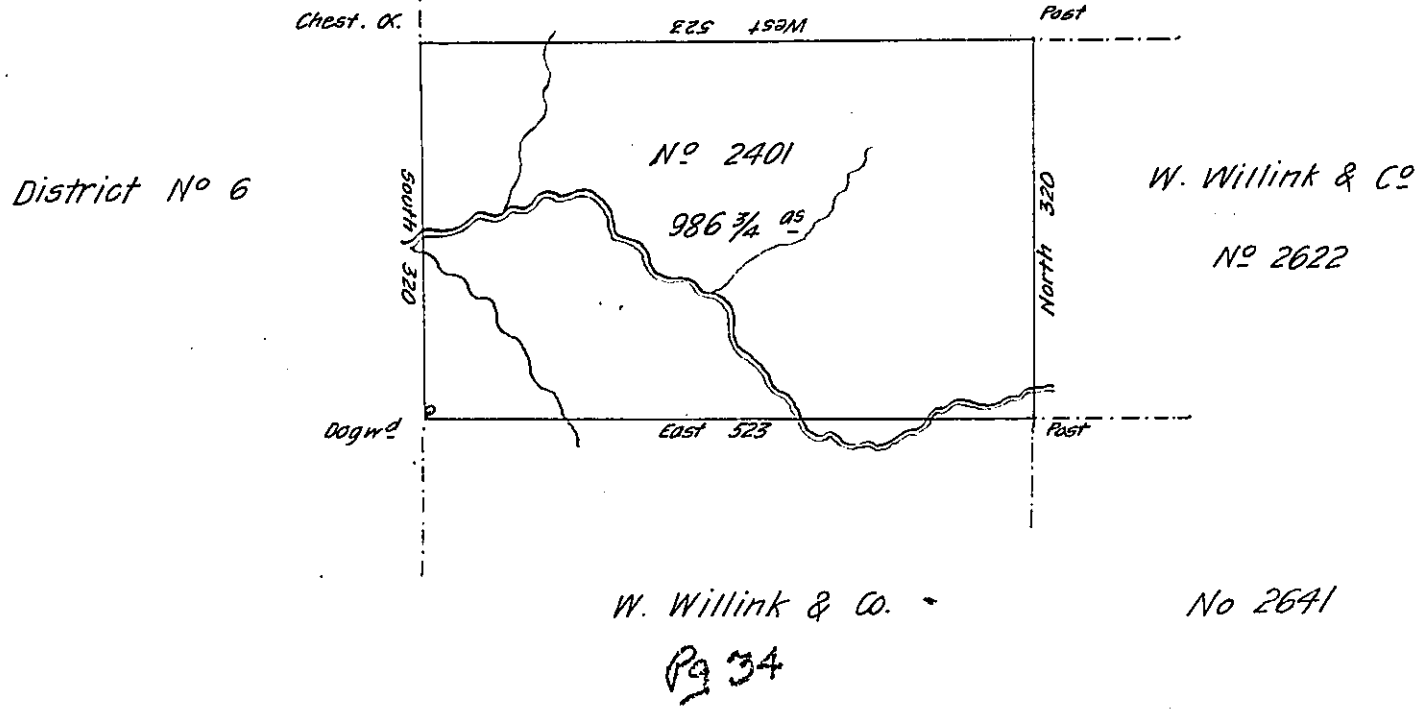 Chest. O.
West 523
Post
District Nº 6
Nº 2401
986 ¾ as
W. Willink & Cº
Nº 2622
South 320
North 320
Dogwd
East 523
Post
W. Willink & Co.
No 2641
Pg 34